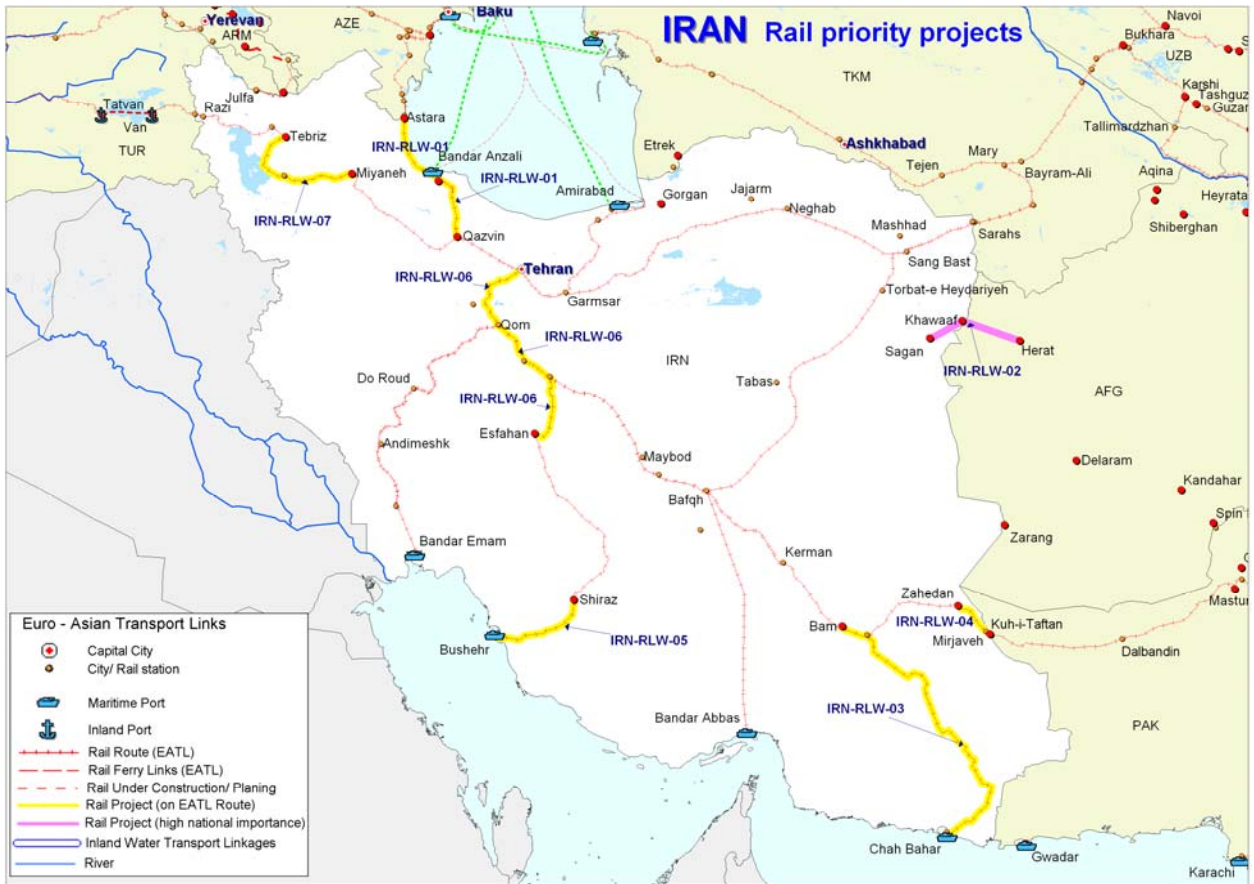 IRAN Rail priority projects
Baku
Yerevan
ARM
AZE
Navoi
Bukhara
UZB
S
TKM
Karshi
Tashguz
Guzar
Julfa
Tatvan
Razi
Van
TUR
Tebriz
Astara
Tallimardzhan
IRN-RLW-01
Bandar Anzali
Etrek
Ashkhabad
Mary
Tejen
Bayram-Ali
Aqina
Heyrata
Miyaneh
IRN-RLW-01
Amirabad
Gorgan
Jajarm
Neghab
Shiberghan
IRN-RLW-07
Mashhad
Sarahs
Qazvin
Sang Bast
Tehran
IRN-RLW-06
Garmsar
Torbat-e Heydariyeh
Qom
Khawaaf
IRN-RLW-06
Sagan
Herat
IRN
IRN-RLW-02
Do Roud
Tabas
AFG
IRN-RLW-06
Esfahan
Andimeshk
Maybod
Delaram
Bafqh
Kandahar
Spin
Zarang
Bandar Emam
Kerman
Shiraz
Zahedan
Mastun
Bam
IRN-RLW-04
Kuh-i-Taftan
Mirjaveh
Bushehr
IRN-RLW-05
Dalbandin
Bandar Abbas
IRN-RLW-03
PAK
Chah Bahar
Gwadar
Karachi
Euro - Asian Transport Links
Capital City
City/ Rail station
Maritime Port
Inland Port
Rail Route (EATL)
Rail Ferry Links (EATL)
Rail Under Construction/ Planing
Rail Project (on EATL Route)
Rail Project (high national importance)
Inland Water Transport Linkages
River